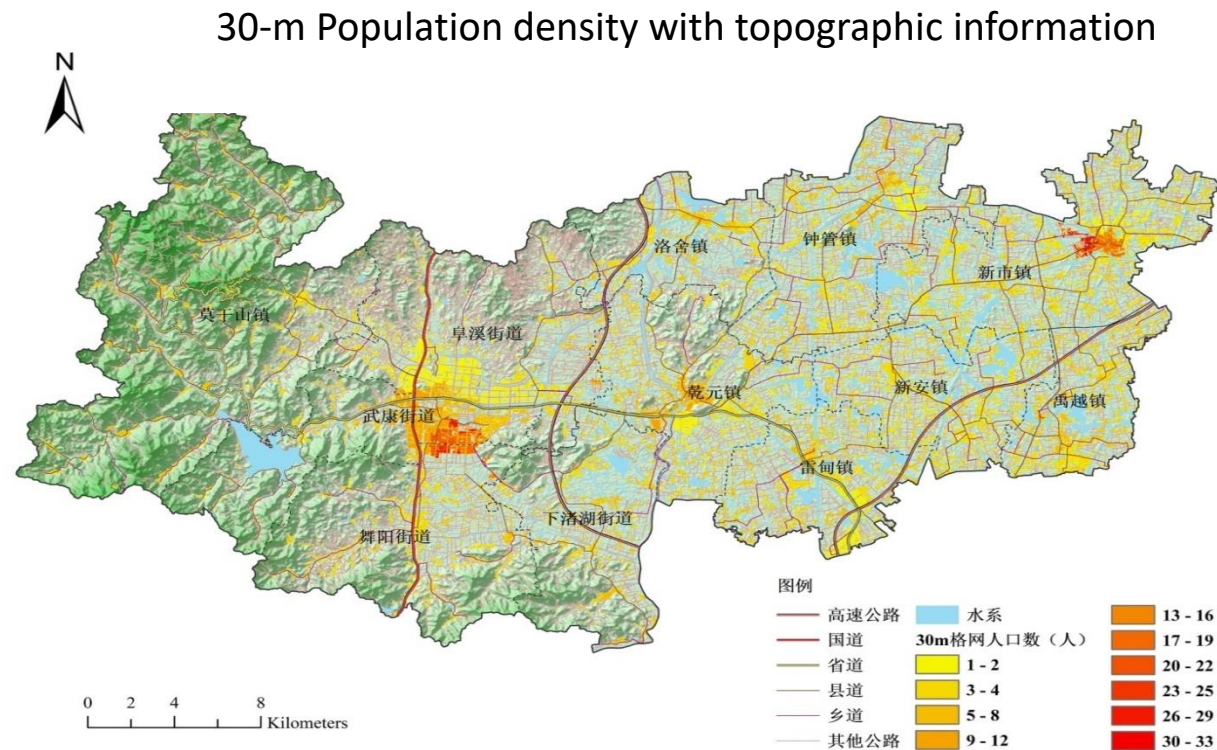 30-m Population density with topographic information
N
洛舍镇
钟管镇
新市镇
莫干山镇
阜溪街道
乾元镇
新安镇
禹越镇
武康街道
雷甸镇
下渚湖街道
舞阳街道
图例
高速公路
国道
省道
县道
乡道
其他公路
水系
30m格网人口数（人）
1 - 2
3 - 4
5 - 8
9 - 12
13 - 16
17 - 19
20 - 22
23 - 25
26 - 29
30 - 33
0 2 4 8
Kilometers